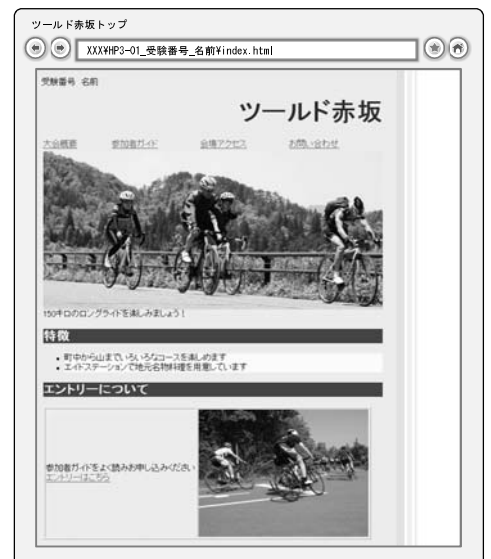 ツールド赤坂トップ
XXX¥HP3-01_受験番号_名前¥index.html
受験番号 名前
ツールド赤坂
大会概要 参加者ガイド 会場アクセス お問い合わせ
150キロのロングライドを楽しみましょう！
特徴
町中から山までいろいろなコースを楽しめます
エイドステーションで地元名物料理を用意しています
エントリーについて
参加者ガイドをよく読みお申し込みください
エントリーはこちら